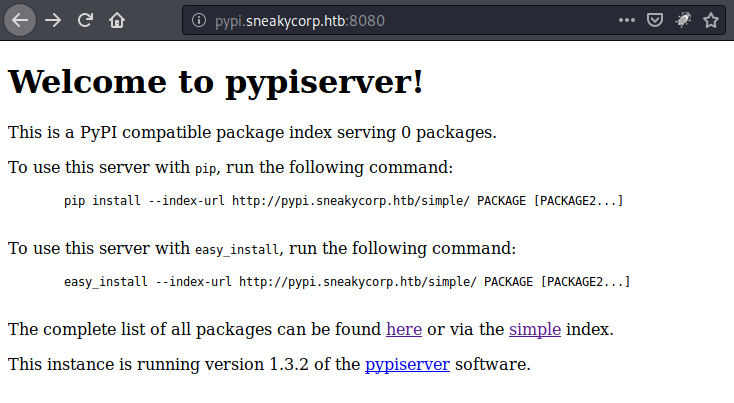 pypi.sneakycorp.htb:8080
Welcome to pypiserver!
This is a PyPI compatible package index serving 0 packages.
To use this server with pip, run the following command:
pip install --index-url http://pypi.sneakycorp.htb/simple/ PACKAGE [PACKAGE2...]
To use this server with easy_install, run the following command:
easy_install --index-url http://pypi.sneakycorp.htb/simple/ PACKAGE [PACKAGE2...]
The complete list of all packages can be found here or via the simple index.
This instance is running version 1.3.2 of the pypiserver software.